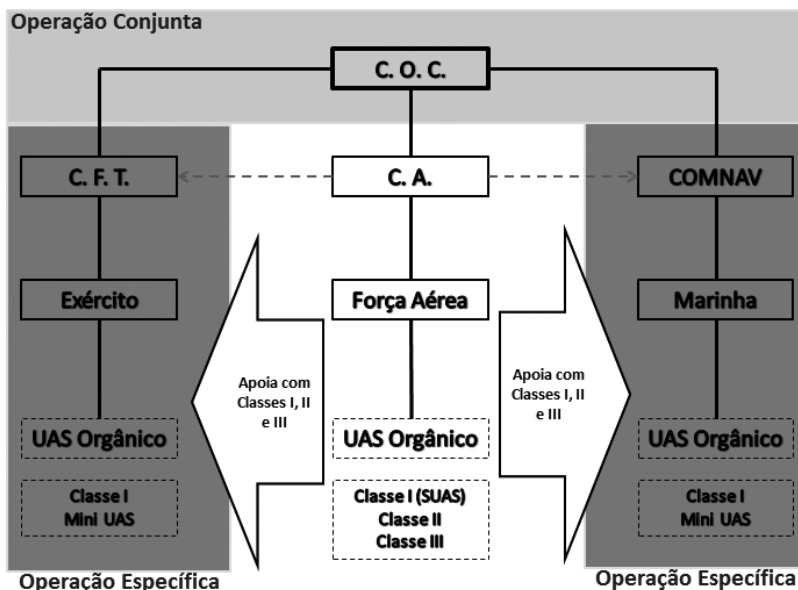 Operação Conjunta
C. O. C.
C. F. T.
C. A.
COMNAV
Exército
Força Aérea
Marinha
Apoia com
Classes I, II
e III
Apoia com
Classes I, II
e III
UAS Orgânico
UAS Orgânico
UAS Orgânico
Classe I
Mini UAS
Classe I (SUAS)
Classe II
Classe III
Classe I
Mini UAS
Operação Específica
Operação Específica